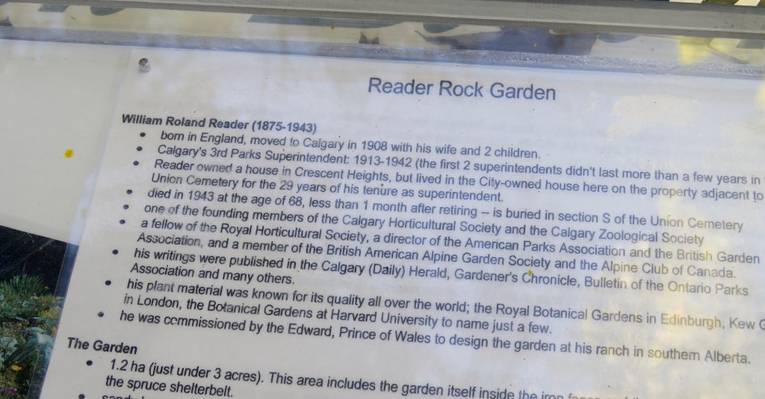 Reader Rock Garden
William Roland Reader (1875-1943)
• born in England, moved to Calgary in 1908 with his wife and 2 children.
• Calgary's 3rd Parks Superintendent: 1913-1942 (the first 2 superintendents didn't last more than a few years in
• Reader owned a house in Crescent Heights, but lived in the City-owned house here on the property adjacent to
Union Cemetery for the 29 years of his tenure as superintendent.
• died in 1943 at the age of 68, less than 1 month after retiring – is buried in section S of the Union Cemetery
• one of the founding members of the Calgary Horticultural Society and the Calgary Zoological Society
• a fellow of the Royal Horticultural Society, a director of the American Parks Association and the British Garden
Association, and a member of the British American Alpine Garden Society and the Alpine Club of Canada.
• his writings were published in the Calgary (Daily) Herald, Gardener's Chronicle, Bulletin of the Ontario Parks
Association and many others.
• his plant material was known for its quality all over the world; the Royal Botanical Gardens in Edinburgh, Kew
in London, the Botanical Gardens at Harvard University to name just a few.
• he was commissioned by the Edward, Prince of Wales to design the garden at his ranch in southern Alberta.
The Garden
• 1.2 ha (just under 3 acres). This area includes the garden itself inside the iron
the spruce shelterbelt.